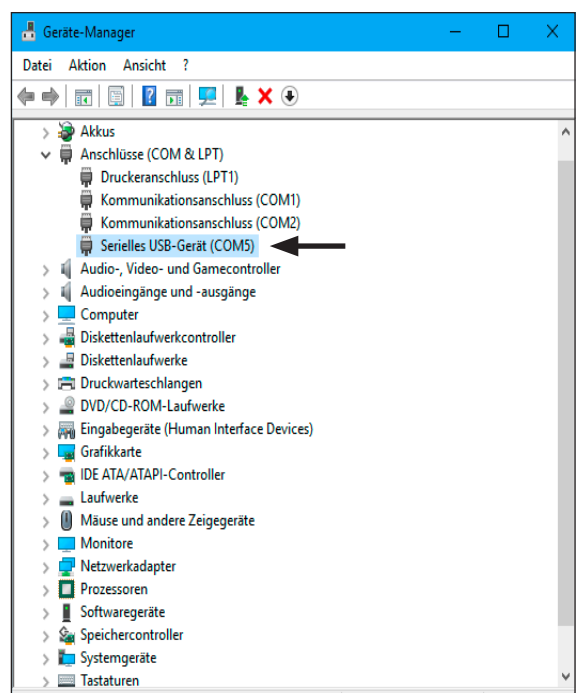 Geräte-Manager
Datei Aktion Ansicht ?
Akkus
Anschlüsse (COM & LPT)
Druckeranschluss (LPT1)
Kommunikationsanschluss (COM1)
Kommunikationsanschluss (COM2)
Serielles USB-Gerät (COM5)
Audio-, Video- und Gamecontroller
Audioeingänge und -ausgänge
Computer
Diskettenlaufwerkcontroller
Diskettenlaufwerke
Druckwarteschlangen
DVD/CD-ROM-Laufwerke
Eingabegeräte (Human Interface Devices)
Grafikkarte
IDE ATA/ATAPI-Controller
Laufwerke
Mäuse und andere Zeigegeräte
Monitore
Netzwerkadapter
Prozessoren
Softwaregeräte
Speichercontroller
Systemgeräte
Tastaturen